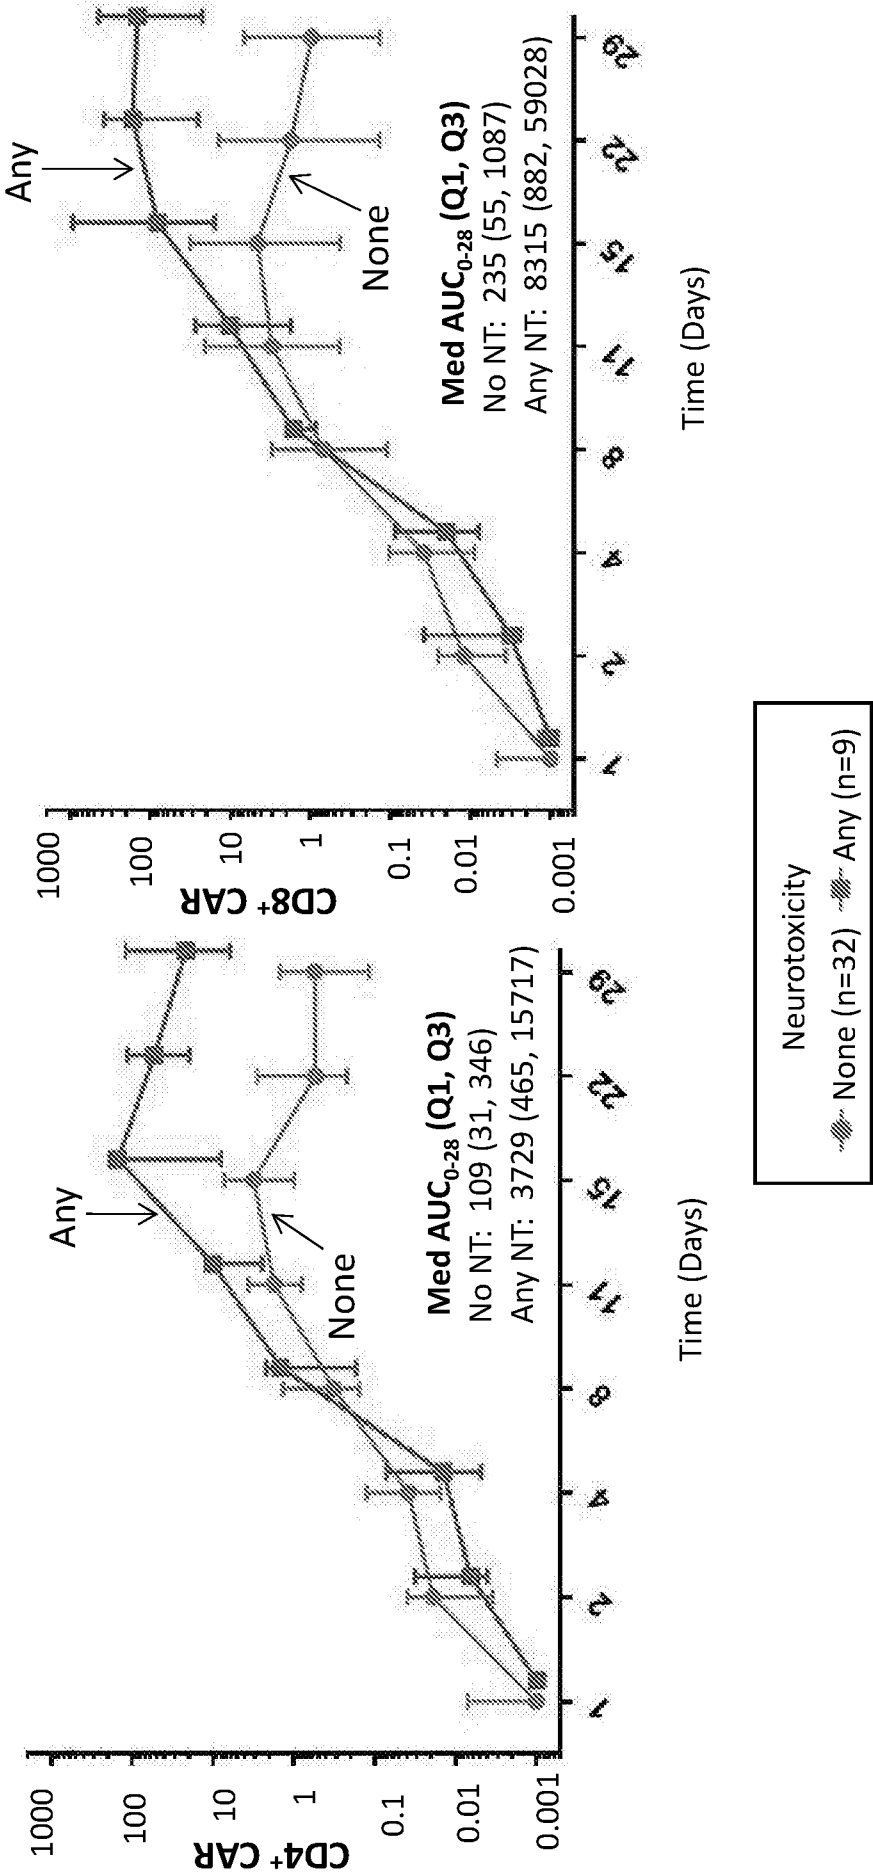 CD4⁺ CAR
1000
100
10
1
0.1
0.01
0.001
Any
None
Med AUC₀₋₂₈ (Q1, Q3)
No NT: 109 (31, 346)
Any NT: 3729 (465, 15717)
1 2 4 8 11 15 22 29
Time (Days)
CD8⁺ CAR
1000
100
10
1
0.1
0.01
0.001
Any
None
Med AUC₀₋₂₈ (Q1, Q3)
No NT: 235 (55, 1087)
Any NT: 8315 (882, 59028)
1 2 4 8 11 15 22 29
Time (Days)
Neurotoxicity
None (n=32) Any (n=9)